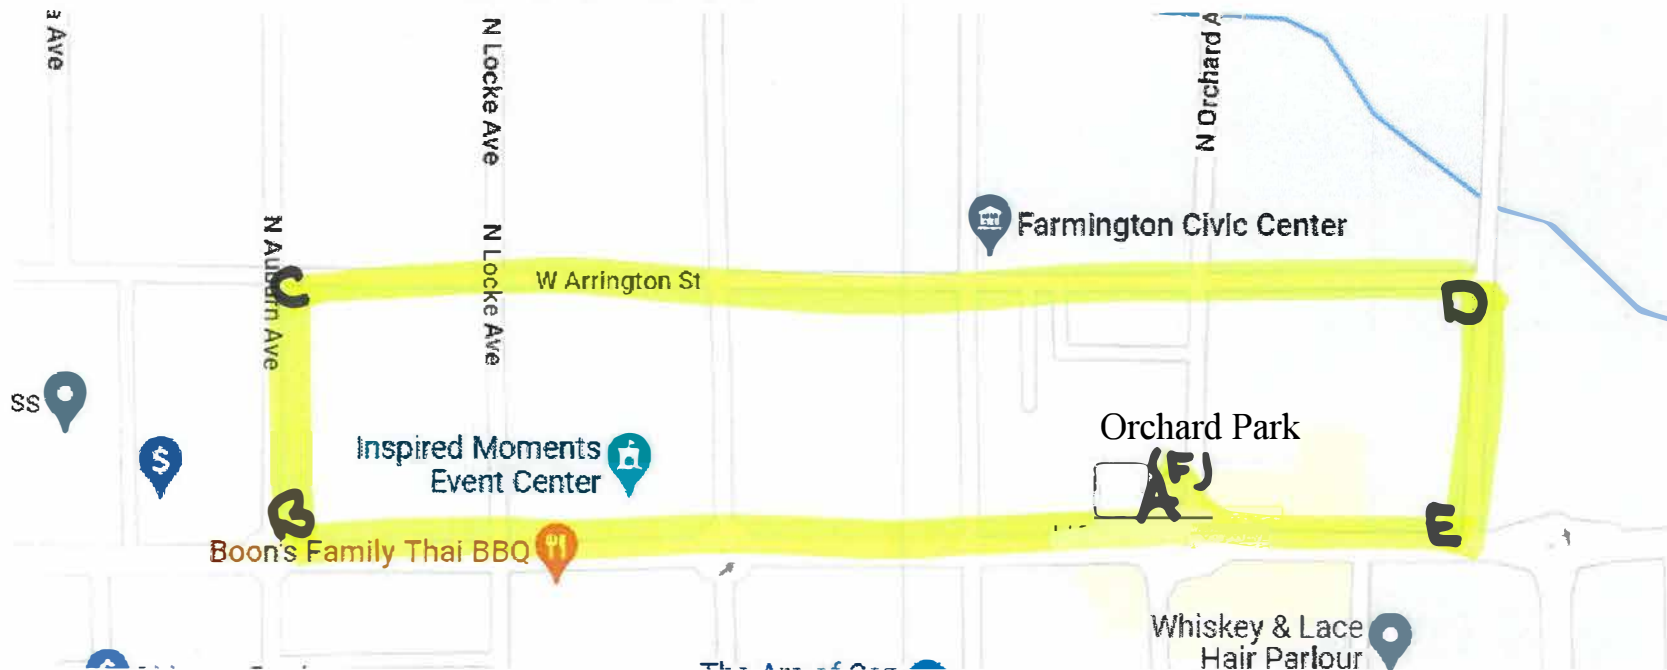 Ave
N Locke Ave
N Orchard A
N Auburn Ave
N Locke Ave
Farmington Civic Center
C
W Arrington St
D
SS
$
Orchard Park
Inspired Moments
Event Center
(F)
A
B
E
Boon's Family Thai BBQ
Whiskey & Lace
Hair Parlour